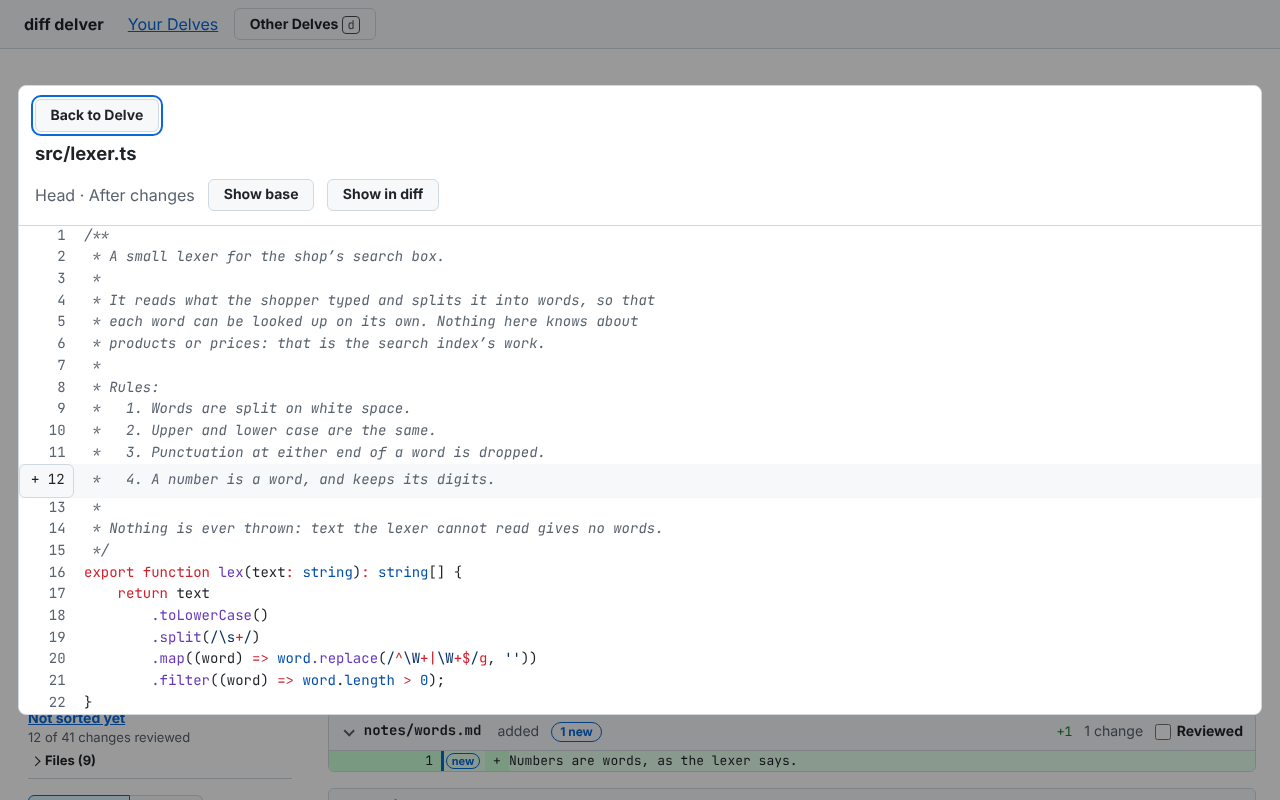 diff delver Your Delves Other Delves d
Back to Delve
src/lexer.ts
Head · After changes Show base Show in diff
1 /**
2  * A small lexer for the shop’s search box.
3  *
4  * It reads what the shopper typed and splits it into words, so that
5  * each word can be looked up on its own. Nothing here knows about
6  * products or prices: that is the search index’s work.
7  *
8  * Rules:
9  *   1. Words are split on white space.
10  *   2. Upper and lower case are the same.
11  *   3. Punctuation at either end of a word is dropped.
+ 12  *   4. A number is a word, and keeps its digits.
13  *
14  * Nothing is ever thrown: text the lexer cannot read gives no words.
15  */
16 export function lex(text: string): string[] {
17     return text
18         .toLowerCase()
19         .split(/\s+/)
20         .map((word) => word.replace(/^\W+|\W+$/g, ''))
21         .filter((word) => word.length > 0);
22 }
Not sorted yet
12 of 41 changes reviewed
Files (9)
notes/words.md added 1 new +1 1 change Reviewed
1 new + Numbers are words, as the lexer says.